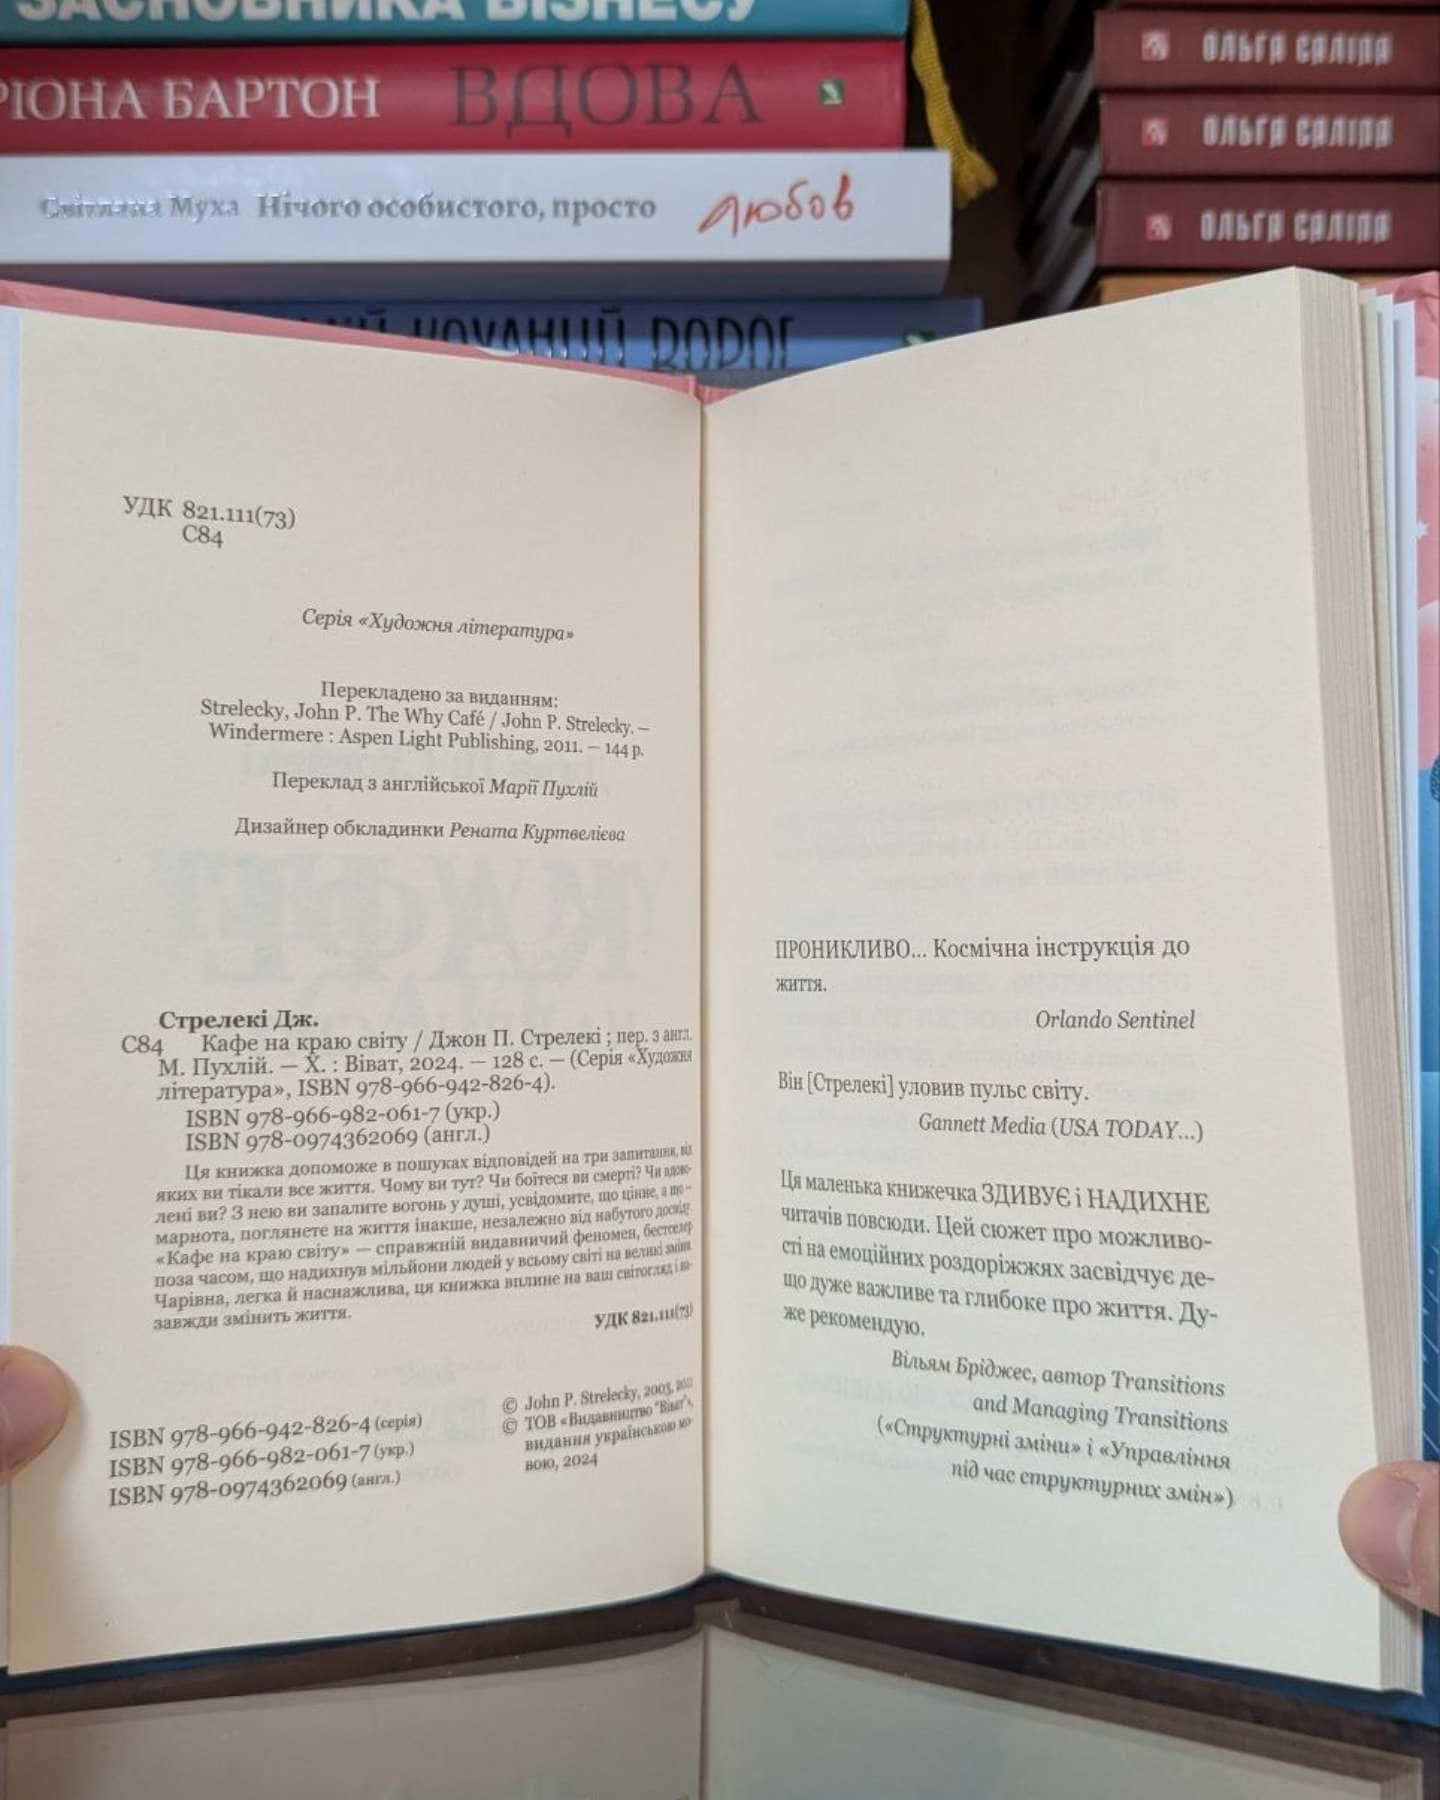 ЗАСНОВНИКА БІЗНЕСУ
РІОНА БАРТОН ВДОВА
Світлана Муха Нічого особистого, просто любов
КОХАНИЙ ВОРОГ
ОЛЬГА САЛІПА
ОЛЬГА САЛІПА
ОЛЬГА САЛІПА
УДК 821.111(73)
С84
Серія «Художня література»
Перекладено за виданням:
Strelecky, John P. The Why Café / John P. Strelecky. –
Windermere : Aspen Light Publishing, 2011. – 144 p.
Переклад з англійської Марії Пухлій
Дизайнер обкладинки Рената Куртвелієва
Стрелекі Дж.
С84 Кафе на краю світу / Джон П. Стрелекі ; пер. з англ.
М. Пухлій. — Х. : Віват, 2024. — 128 с. — (Серія «Художня
література», ISBN 978-966-942-826-4).
ISBN 978-966-982-061-7 (укр.)
ISBN 978-0974362069 (англ.)
Ця книжка допоможе в пошуках відповідей на три запитання, від
яких ви тікали все життя. Чому ви тут? Чи боїтеся ви смерті? Чи вдово-
лені ви? З нею ви запалите вогонь у душі, усвідомите, що цінне, а що –
марнота, поглянете на життя інакше, незалежно від набутого досвіду.
«Кафе на краю світу» — справжній видавничий феномен, бестселер
поза часом, що надихнув мільйони людей у всьому світі на великі зміни.
Чарівна, легка й наснажлива, ця книжка вплине на ваш світогляд і на-
завжди змінить життя.
УДК 821.111(73)
ISBN 978-966-942-826-4 (серія)
ISBN 978-966-982-061-7 (укр.)
ISBN 978-0974362069 (англ.)
© John P. Strelecky, 2003,
© ТОВ «Видавництво "Віват"»,
видання українською мо-
вою, 2024
ПРОНИКЛИВО... Космічна інструкція до
життя.
Orlando Sentinel
Він [Стрелекі] уловив пульс світу.
Gannett Media (USA TODAY...)
Ця маленька книжечка ЗДИВУЄ і НАДИХНЕ
читачів повсюди. Цей сюжет про можливо-
сті на емоційних роздоріжжях засвідчує де-
що дуже важливе та глибоке про життя. Ду-
же рекомендую.
Вільям Бріджес, автор Transitions
and Managing Transitions
(«Структурні зміни» і «Управління
під час структурних змін»)